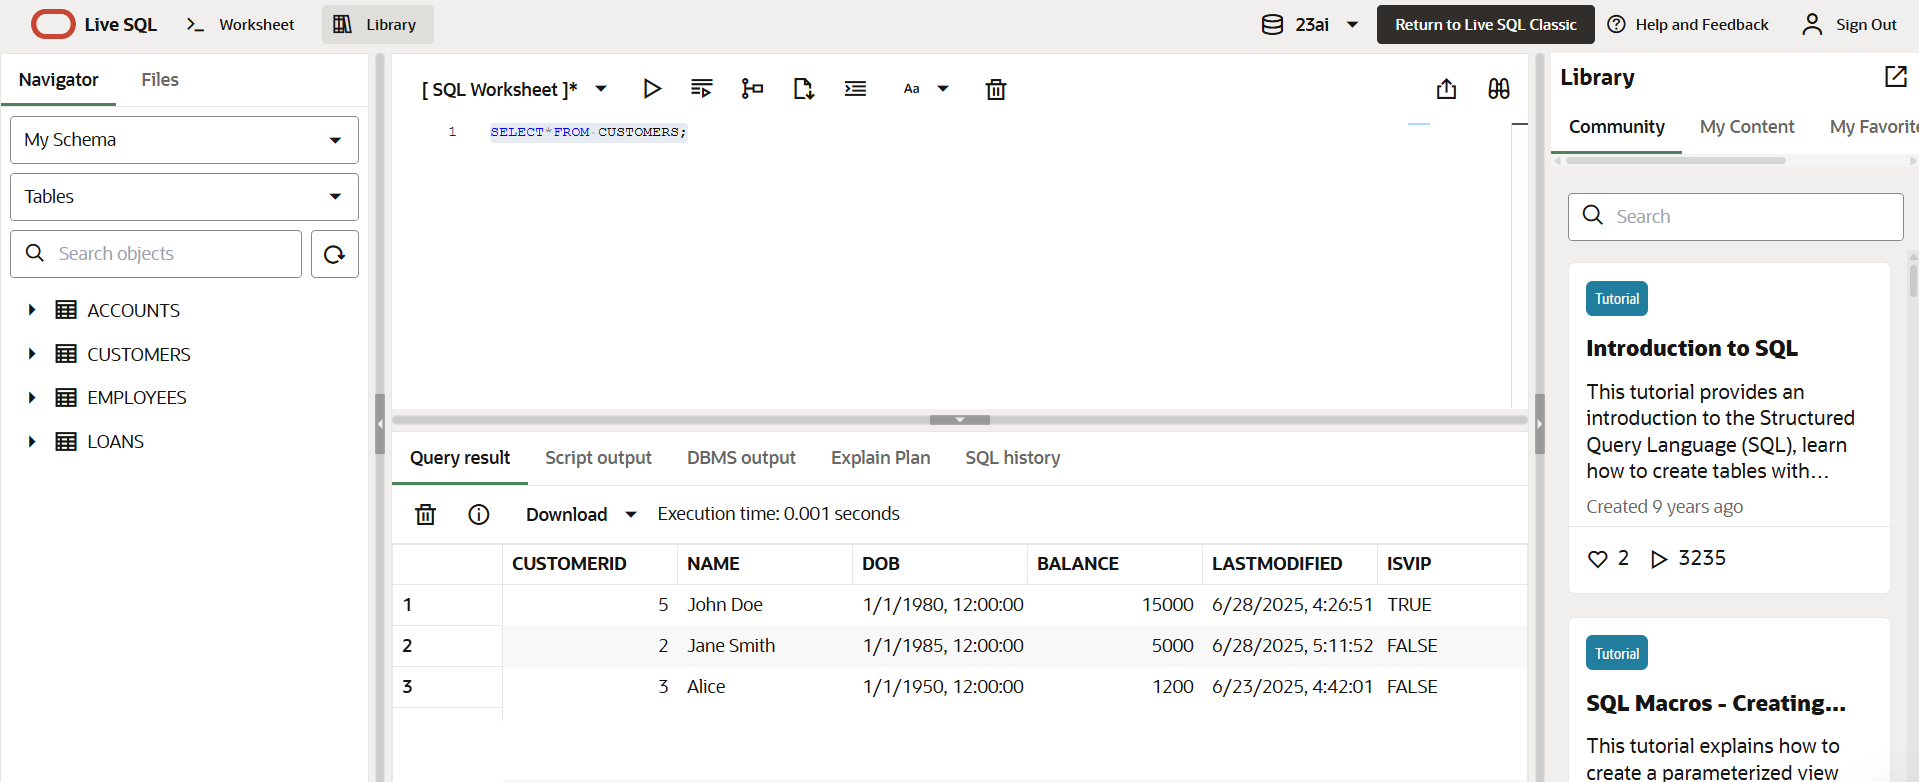 Live SQL
Worksheet
Library
23ai
Return to Live SQL Classic
Help and Feedback
Sign Out
Navigator
Files
My Schema
Tables
Search objects
ACCOUNTS
CUSTOMERS
EMPLOYEES
LOANS
[ SQL Worksheet ]*
Aa
1 SELECT*FROM CUSTOMERS;
Query result Script output DBMS output Explain Plan SQL history
Download Execution time: 0.001 seconds
CUSTOMERID NAME DOB BALANCE LASTMODIFIED ISVIP
1 5 John Doe 1/1/1980, 12:00:00 15000 6/28/2025, 4:26:51 TRUE
2 2 Jane Smith 1/1/1985, 12:00:00 5000 6/28/2025, 5:11:52 FALSE
3 3 Alice 1/1/1950, 12:00:00 1200 6/23/2025, 4:42:01 FALSE
Library
Community My Content My Favorite
Search
Tutorial
Introduction to SQL
This tutorial provides an
introduction to the Structured
Query Language (SQL), learn
how to create tables with...
Created 9 years ago
2 3235
Tutorial
SQL Macros - Creating...
This tutorial explains how to
create a parameterized view